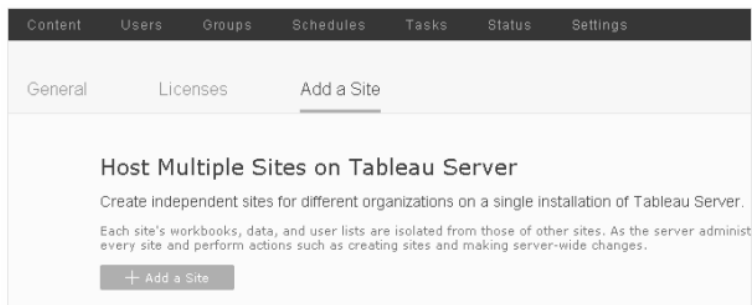 Content Users Groups Schedules Tasks Status Settings
General Licenses Add a Site
Host Multiple Sites on Tableau Server
Create independent sites for different organizations on a single installation of Tableau Server.
Each site's workbooks, data, and user lists are isolated from those of other sites. As the server administ
every site and perform actions such as creating sites and making server-wide changes.
+ Add a Site